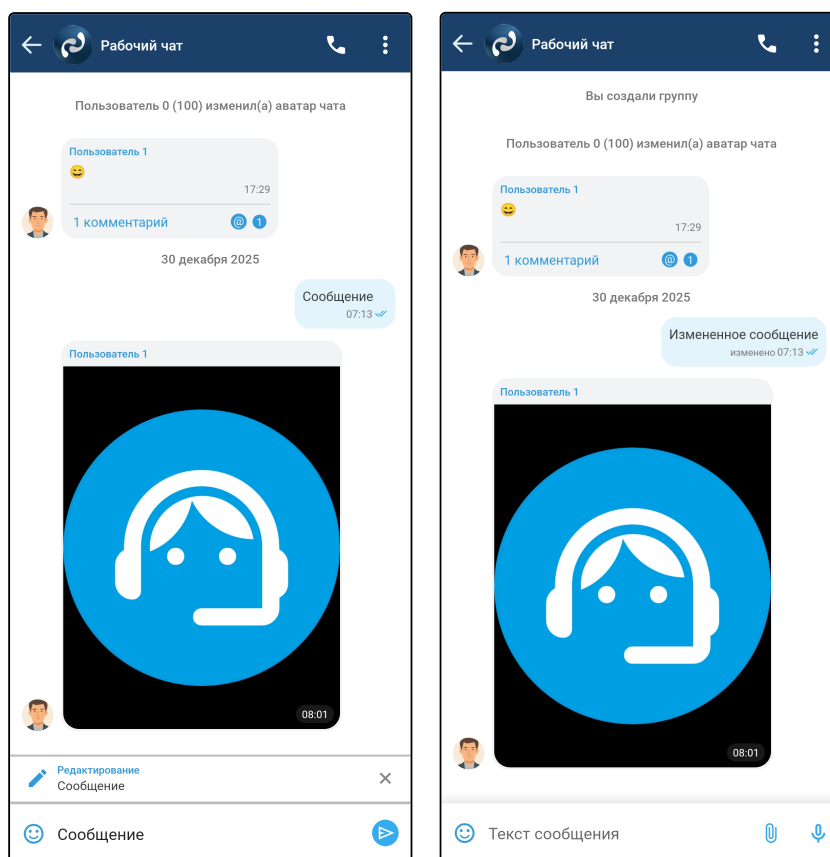 Рабочий чат
Пользователь 0 (100) изменил(а) аватар чата
Пользователь 1
😄
17:29
1 комментарий @ 1
30 декабря 2025
Сообщение
07:13
Пользователь 1
08:01
Редактирование
Сообщение
Сообщение
Рабочий чат
Вы создали группу
Пользователь 0 (100) изменил(а) аватар чата
Пользователь 1
😄
17:29
1 комментарий @ 1
30 декабря 2025
Измененное сообщение
изменено 07:13
Пользователь 1
08:01
Текст сообщения